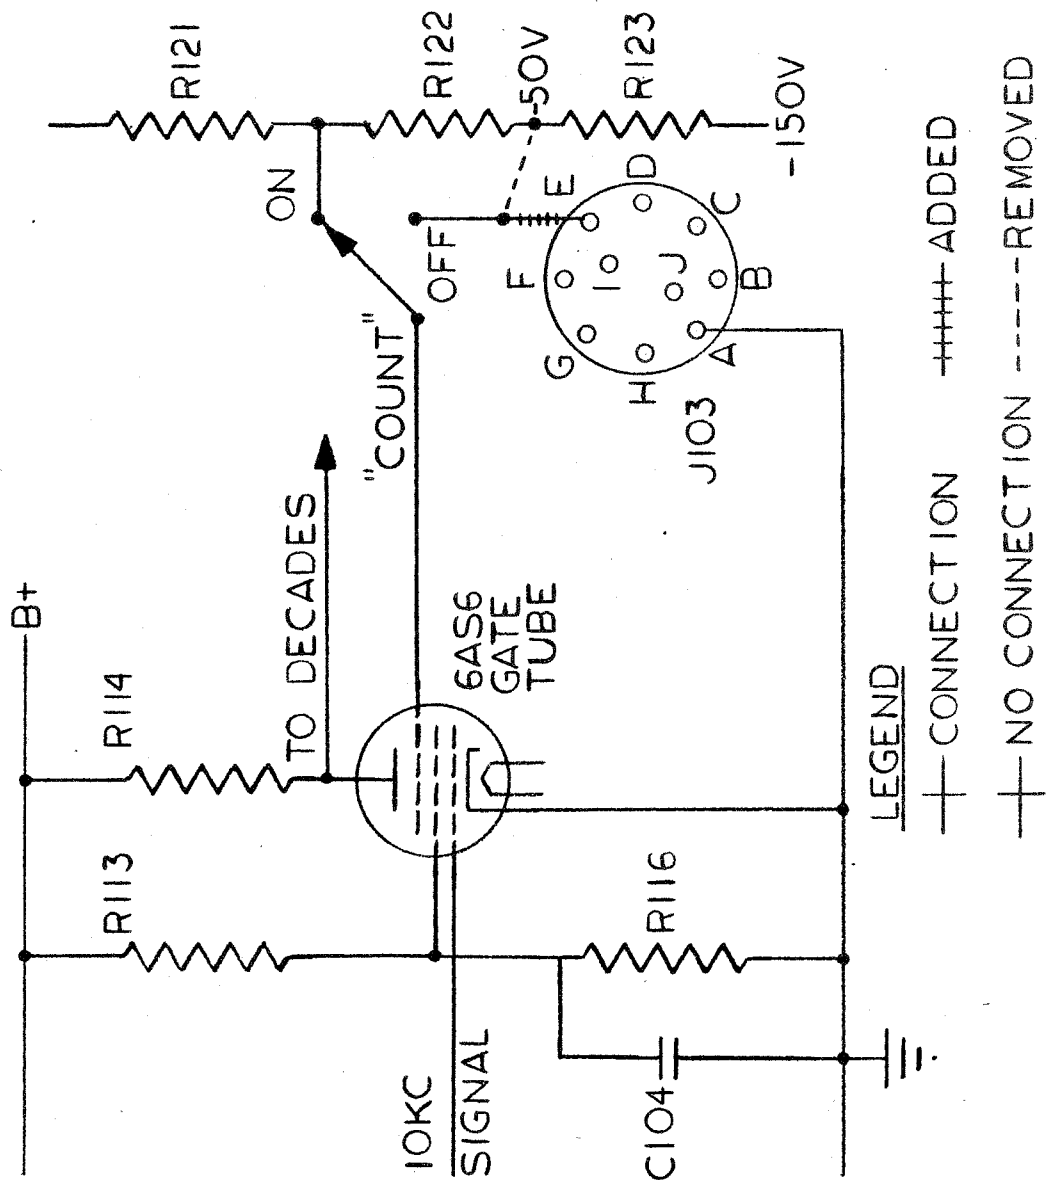 B+
R113
R114
TO DECADES
"COUNT"
ON
OFF
R121
R122
-50V
R123
-150V
10KC
SIGNAL
6AS6
GATE
TUBE
C104
R116
J103
A
B
C
D
E
F
G
H
I
J
LEGEND
CONNECTION
ADDED
NO CONNECTION
REMOVED